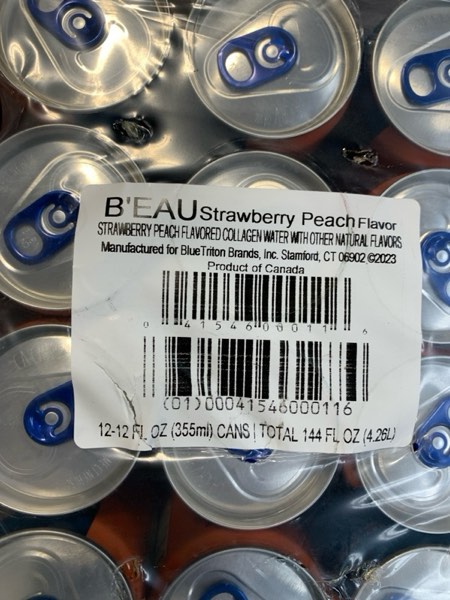 B'EAU Strawberry Peach Flavor
STRAWBERRY PEACH FLAVORED COLLAGEN WATER WITH OTHER NATURAL FLAVORS
Manufactured for BlueTriton Brands, Inc. Stamford, CT 06902 ©2023
Product of Canada
0 41546 00011 6
(01)00041546000116
12-12 FL OZ (355ml) CANS | TOTAL 144 FL OZ (4.26L)